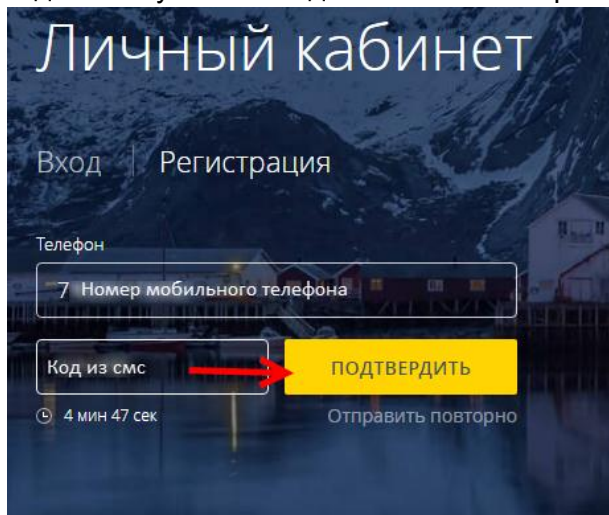 Личный кабинет
Вход | Регистрация
Телефон
7 Номер мобильного телефона
Код из смс ПОДТВЕРДИТЬ
4 мин 47 сек Отправить повторно